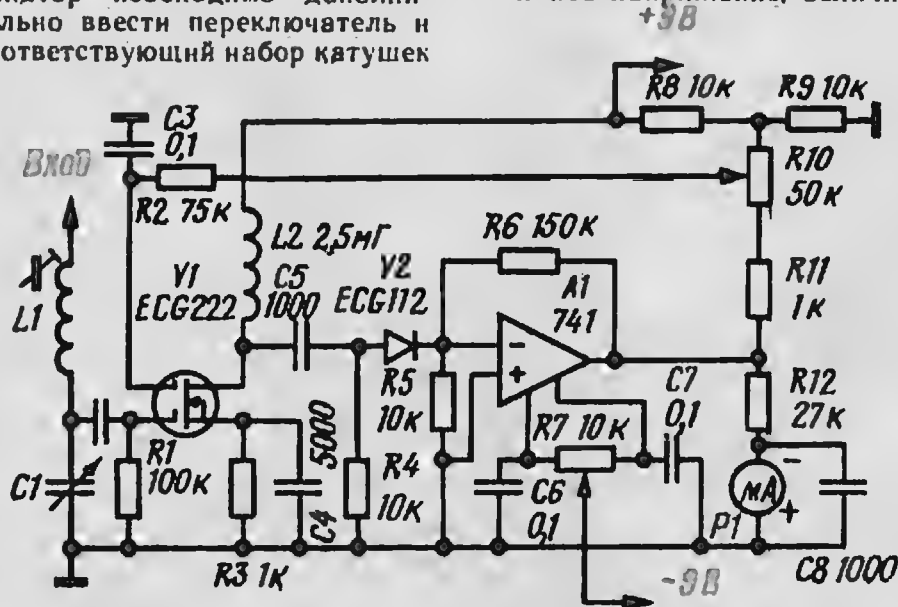 льно ввести переключатель и
ответствующий набор катушек
+9В
R8 10к
R9 10к
C3
0,1
Вход
R2 75к
R10
50к
L2 2,5мГ
R6 150к
V1
ECG222
C5
1000
V2
ECG112
A1
741
R11
1к
L1
−
+
R5
10к
C7
0,1
R12
27к
R7 10к
R1
100к
5000
C4
R4
10к
C6
0,1
C1
−
мА
+
P1
R3 1к
C8 1000
−9В